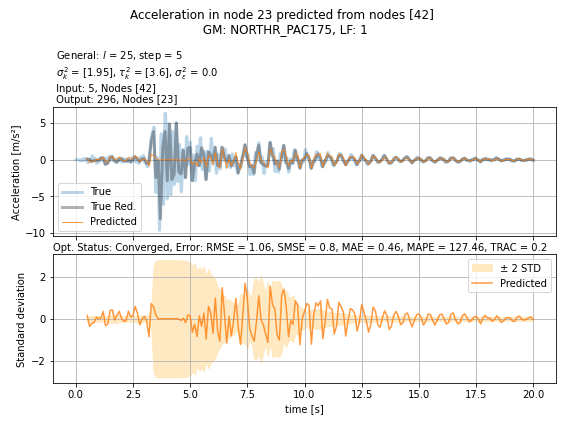 Acceleration in node 23 predicted from nodes [42]
GM: NORTHR_PAC175, LF: 1
General: l = 25, step = 5
σ²ₖ = [1.95], τ²ₖ = [3.6], σ²ε = 0.0
Input: 5, Nodes [42]
Output: 296, Nodes [23]
Acceleration [m/s²]
5
0
−5
−10
True
True Red.
Predicted
Opt. Status: Converged, Error: RMSE = 1.06, SMSE = 0.8, MAE = 0.46, MAPE = 127.46, TRAC = 0.2
Standard deviation
2
0
−2
± 2 STD
Predicted
0.0 2.5 5.0 7.5 10.0 12.5 15.0 17.5 20.0
time [s]